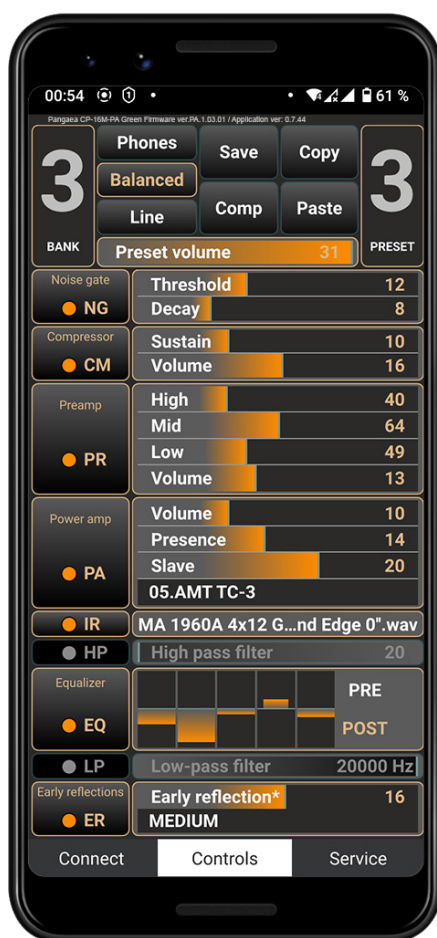 00:54
61 %
Pangaea CP-16M-PA Green Firmware ver.PA.1.03.01 / Application ver: 0.7.44
3
BANK
Phones
Save
Copy
Balanced
Line
Comp
Paste
3
PRESET
Preset volume 31
Noise gate
NG
Threshold 12
Decay 8
Compressor
CM
Sustain 10
Volume 16
Preamp
PR
High 40
Mid 64
Low 49
Volume 13
Power amp
PA
Volume 10
Presence 14
Slave 20
05.AMT TC-3
IR
MA 1960A 4x12 G...nd Edge 0".wav
HP
High pass filter 20
Equalizer
EQ
PRE
POST
LP
Low-pass filter 20000 Hz
Early reflections
ER
Early reflection* 16
MEDIUM
Connect
Controls
Service